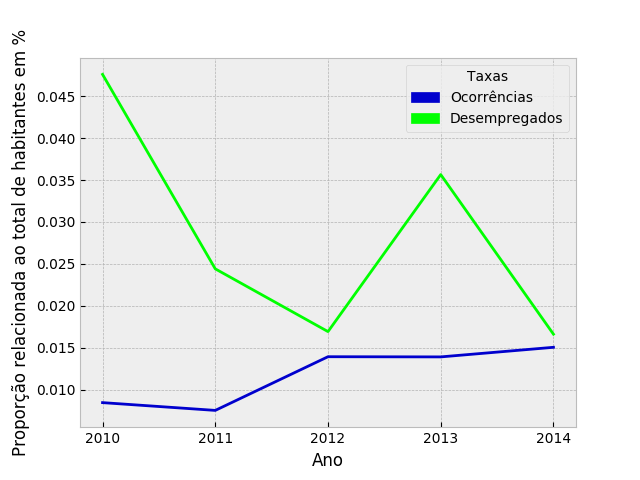 Proporção relacionada ao total de habitantes em %
0.045
0.040
0.035
0.030
0.025
0.020
0.015
0.010
Taxas
Ocorrências
Desempregados
2010 2011 2012 2013 2014
Ano